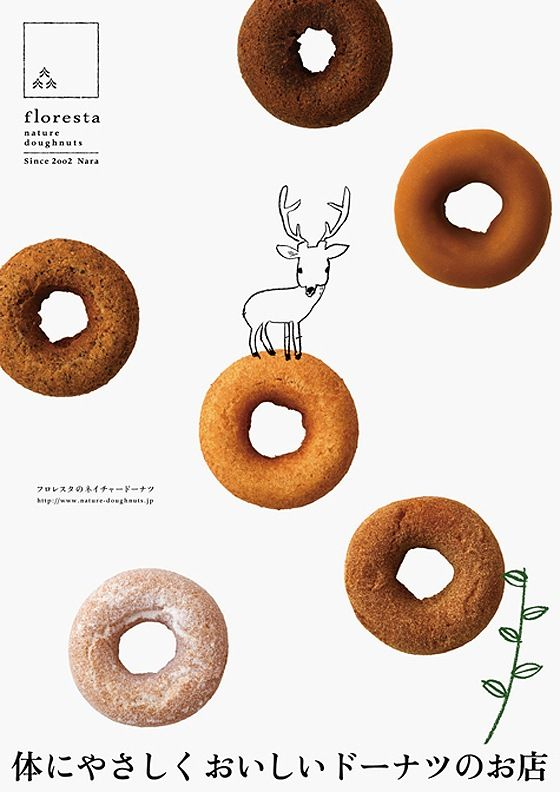 floresta
nature
doughnuts
Since 2002 Nara
フロレスタのネイチャードーナツ
http://www.nature-doughnuts.jp
体にやさしく おいしいドーナツのお店